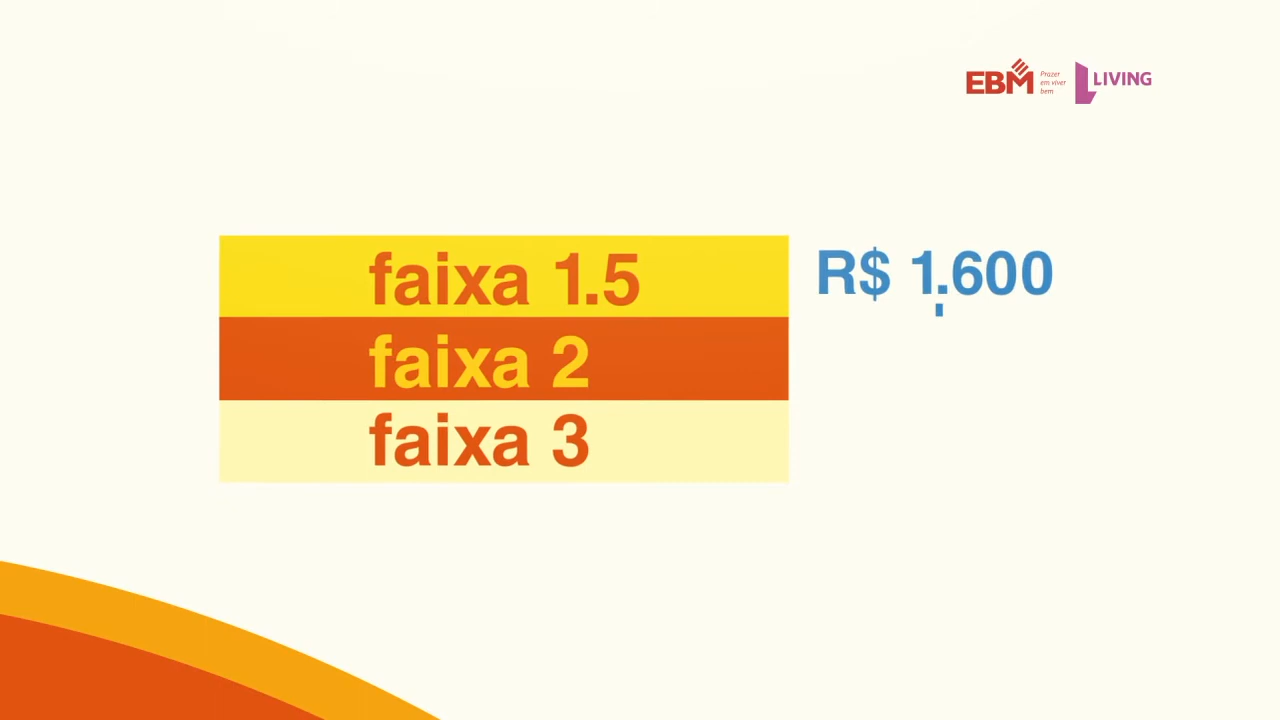 EBM
Prazer
em viver
bem
LIVING
faixa 1.5
R$ 1.600
faixa 2
faixa 3